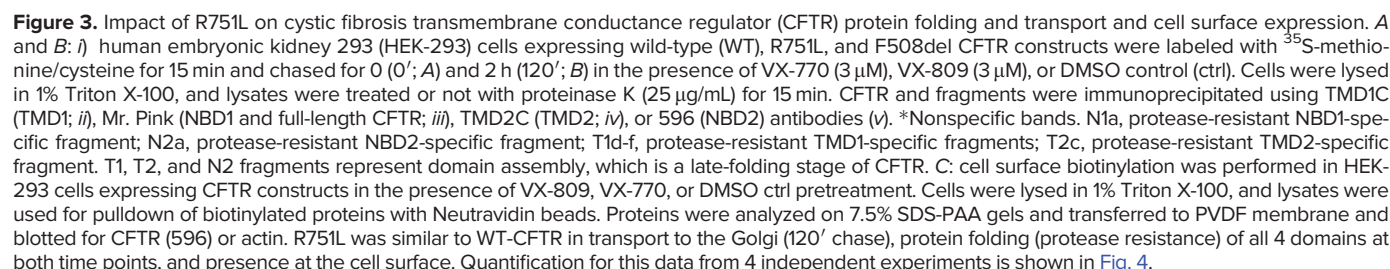 Figure 3. Impact of R751L on cystic fibrosis transmembrane conductance regulator (CFTR) protein folding and transport and cell surface expression. A
and B: i) human embryonic kidney 293 (HEK-293) cells expressing wild-type (WT), R751L, and F508del CFTR constructs were labeled with ³⁵S-methio-
nine/cysteine for 15 min and chased for 0 (0′; A) and 2 h (120′; B) in the presence of VX-770 (3 μM), VX-809 (3 μM), or DMSO control (ctrl). Cells were lysed
in 1% Triton X-100, and lysates were treated or not with proteinase K (25 μg/mL) for 15 min. CFTR and fragments were immunoprecipitated using TMD1C
(TMD1; ii), Mr. Pink (NBD1 and full-length CFTR; iii), TMD2C (TMD2; iv), or 596 (NBD2) antibodies (v). *Nonspecific bands. N1a, protease-resistant NBD1-spe-
cific fragment; N2a, protease-resistant NBD2-specific fragment; T1d-f, protease-resistant TMD1-specific fragments; T2c, protease-resistant TMD2-specific
fragment. T1, T2, and N2 fragments represent domain assembly, which is a late-folding stage of CFTR. C: cell surface biotinylation was performed in HEK-
293 cells expressing CFTR constructs in the presence of VX-809, VX-770, or DMSO ctrl pretreatment. Cells were lysed in 1% Triton X-100, and lysates were
used for pulldown of biotinylated proteins with Neutravidin beads. Proteins were analyzed on 7.5% SDS-PAA gels and transferred to PVDF membrane and
blotted for CFTR (596) or actin. R751L was similar to WT-CFTR in transport to the Golgi (120′ chase), protein folding (protease resistance) of all 4 domains at
both time points, and presence at the cell surface. Quantification for this data from 4 independent experiments is shown in Fig. 4.